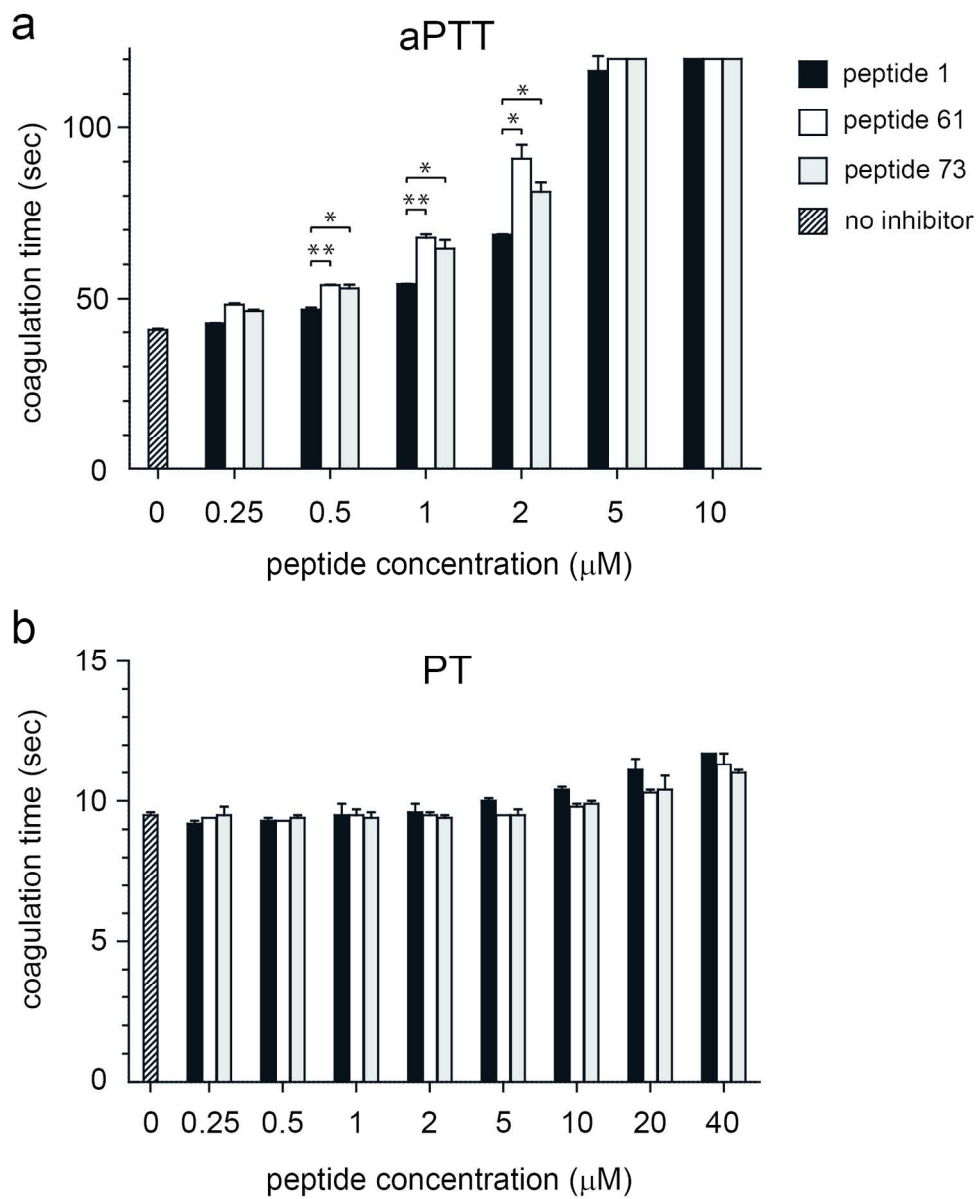 a
aPTT
peptide 1
peptide 61
peptide 73
no inhibitor
coagulation time (sec)
100
50
0
* * * *
** ** *
0 0.25 0.5 1 2 5 10
peptide concentration (μM)
b
PT
coagulation time (sec)
15
10
5
0
0 0.25 0.5 1 2 5 10 20 40
peptide concentration (μM)